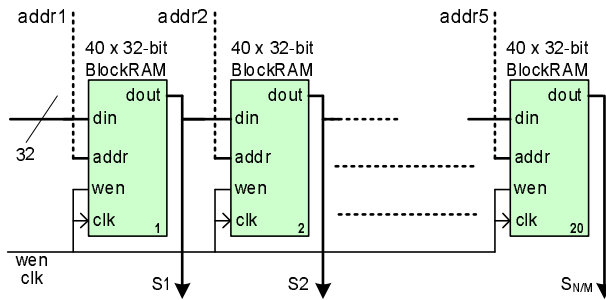 addr1
addr2
addr5
40 x 32-bit
BlockRAM
40 x 32-bit
BlockRAM
40 x 32-bit
BlockRAM
dout
din
addr
wen
clk
1
dout
din
addr
wen
clk
2
dout
din
addr
wen
clk
20
32
wen
clk
S1
S2
SN/M